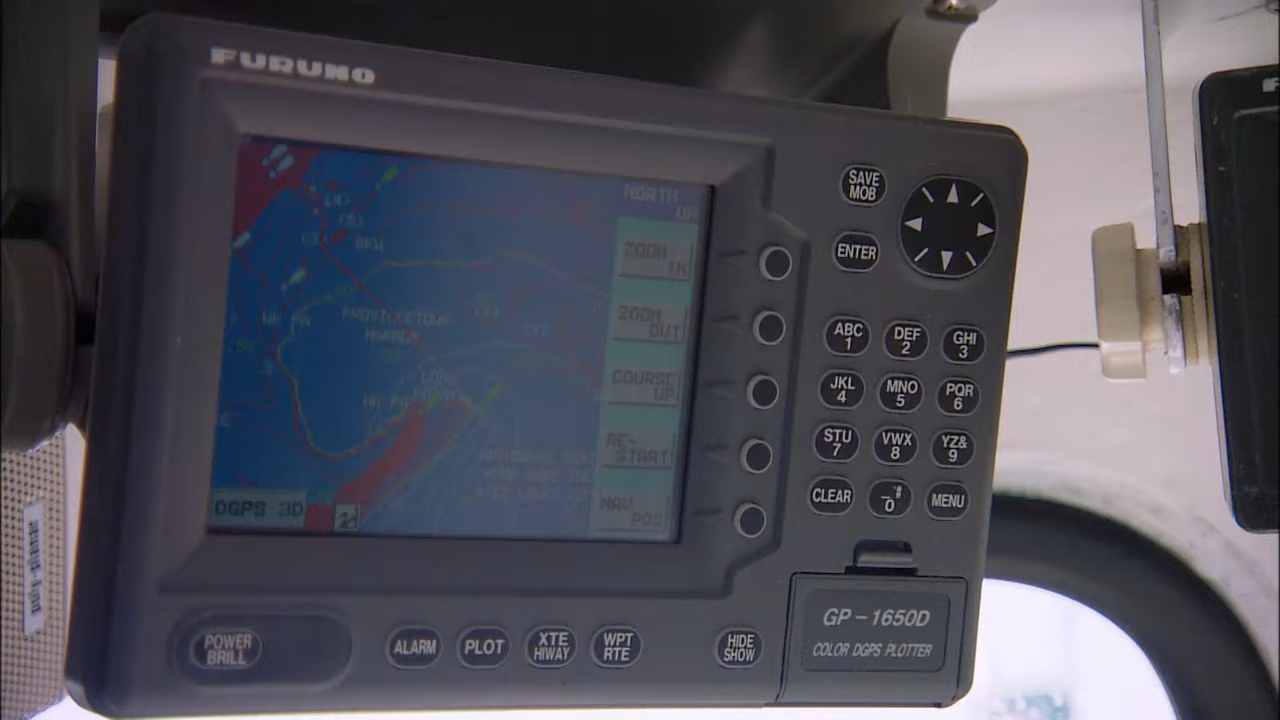 FURUNO
NORTH
UP
ZOOM
IN
ZOOM
OUT
COURSE
UP
RE-
START
NAV
POS
BKW
PROVINCETOWN
HARBOR
DGPS 3D
SAVE
MOB
ENTER
ABC
1
DEF
2
GHI
3
JKL
4
MNO
5
PQR
6
STU
7
VWX
8
YZ&
9
CLEAR
_'#
0
MENU
POWER
BRILL
ALARM
PLOT
XTE
HIWAY
WPT
RTE
HIDE
SHOW
GP-1650D
COLOR DGPS PLOTTER